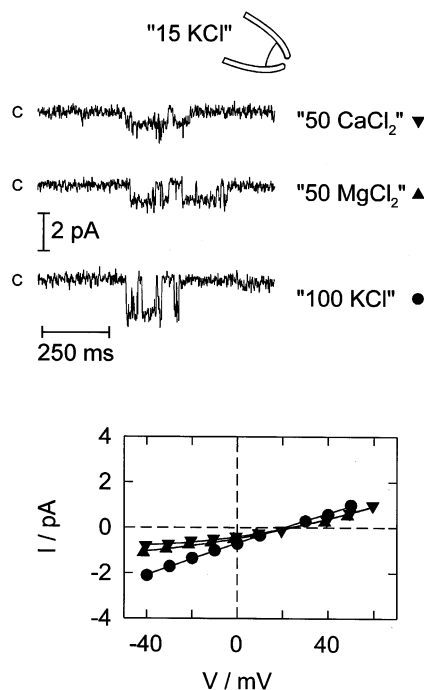 "15 KCl"
C
"50 CaCl₂" ▼
C
"50 MgCl₂" ▲
2 pA
C
"100 KCl" ●
250 ms
I / pA
4
2
0
-2
-4
-40 0 40
V / mV